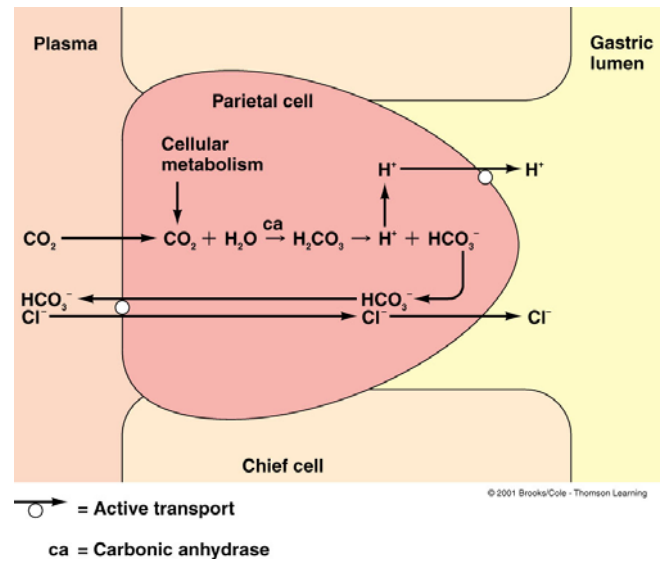 Plasma
Gastric
lumen
Parietal cell
Cellular
metabolism
H⁺
H⁺
CO₂
CO₂ + H₂O ca → H₂CO₃ → H⁺ + HCO₃⁻
HCO₃⁻
HCO₃⁻
Cl⁻
Cl⁻
Cl⁻
Chief cell
© 2001 Brooks/Cole - Thomson Learning
= Active transport
ca = Carbonic anhydrase